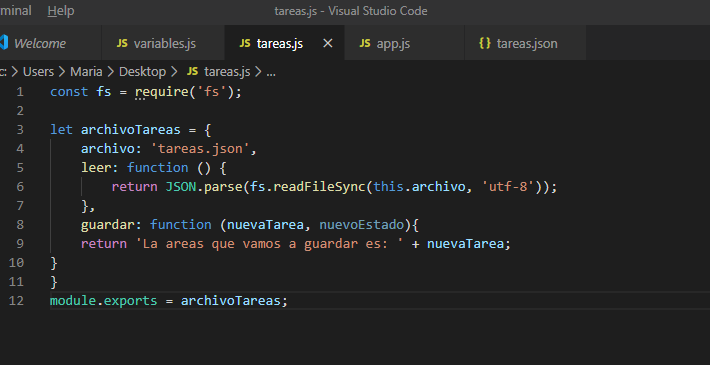 minal Help tareas.js - Visual Studio Code
Welcome JS variables.js JS tareas.js × JS app.js {} tareas.json
c: > Users > Maria > Desktop > JS tareas.js > ...
1 const fs = require('fs');
2
3 let archivoTareas = {
4 archivo: 'tareas.json',
5 leer: function () {
6 return JSON.parse(fs.readFileSync(this.archivo, 'utf-8'));
7 },
8 guardar: function (nuevaTarea, nuevoEstado){
9 return 'La areas que vamos a guardar es: ' + nuevaTarea;
10 }
11 }
12 module.exports = archivoTareas;